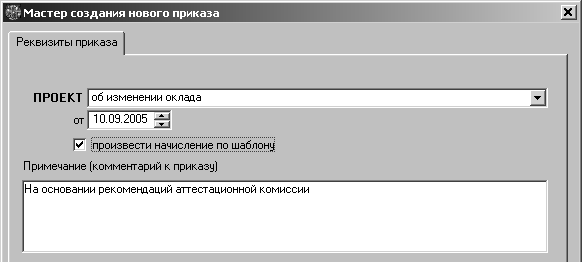 Мастер создания нового приказа
Реквизиты приказа
ПРОЕКТ об изменении оклада
от 10.09.2005
произвести начисление по шаблону
Примечание (комментарий к приказу)
На основании рекомендаций аттестационной комиссии